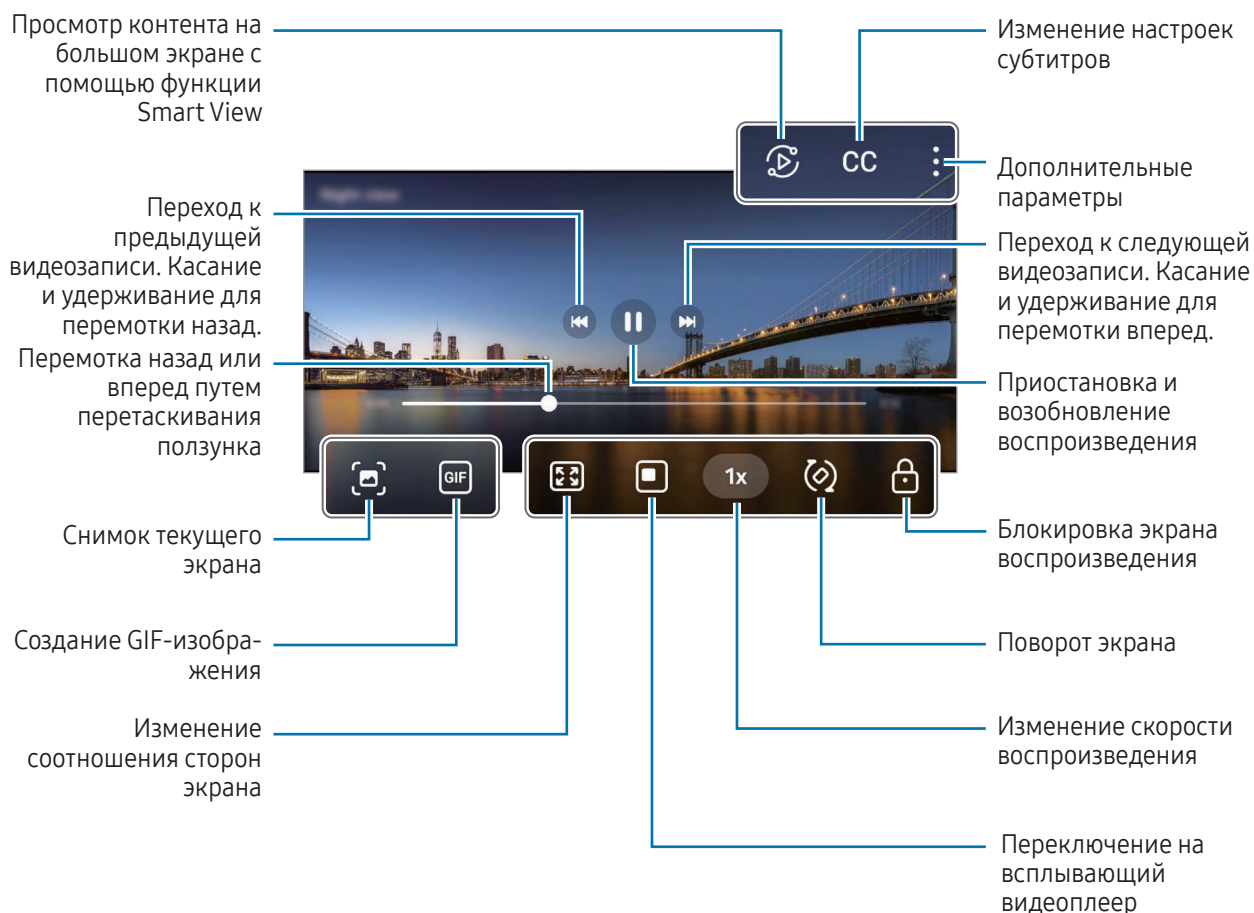 Просмотр контента на
большом экране с
помощью функции
Smart View
Изменение настроек
субтитров
CC
Дополнительные
параметры
Переход к
предыдущей
видеозаписи. Касание
и удерживание для
перемотки назад.
Переход к следующей
видеозаписи. Касание
и удерживание для
перемотки вперед.
Перемотка назад или
вперед путем
перетаскивания
ползунка
Приостановка и
возобновление
воспроизведения
GIF
1x
Снимок текущего
экрана
Блокировка экрана
воспроизведения
Создание GIF-изобра-
жения
Поворот экрана
Изменение
соотношения сторон
экрана
Изменение скорости
воспроизведения
Переключение на
всплывающий
видеоплеер